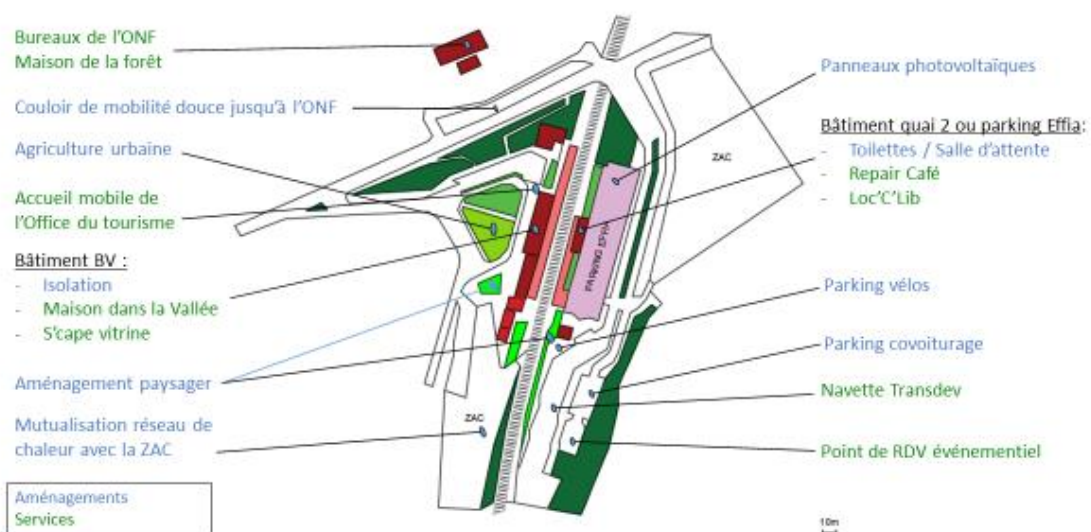 Bureaux de l'ONF
Maison de la forêt
Couloir de mobilité douce jusqu'à l'ONF
Agriculture urbaine
Accueil mobile de
l'Office du tourisme
Bâtiment BV :
- Isolation
- Maison dans la Vallée
- S'cape vitrine
Aménagement paysager
Mutualisation réseau de
chaleur avec la ZAC
Aménagements
Services
ZAC
PARKING EFFIA
ZAC
Panneaux photovoltaïques
Bâtiment quai 2 ou parking Effia:
- Toilettes / Salle d'attente
- Repair Café
- Loc'C'Lib
Parking vélos
Parking covoiturage
Navette Transdev
Point de RDV événementiel
10m